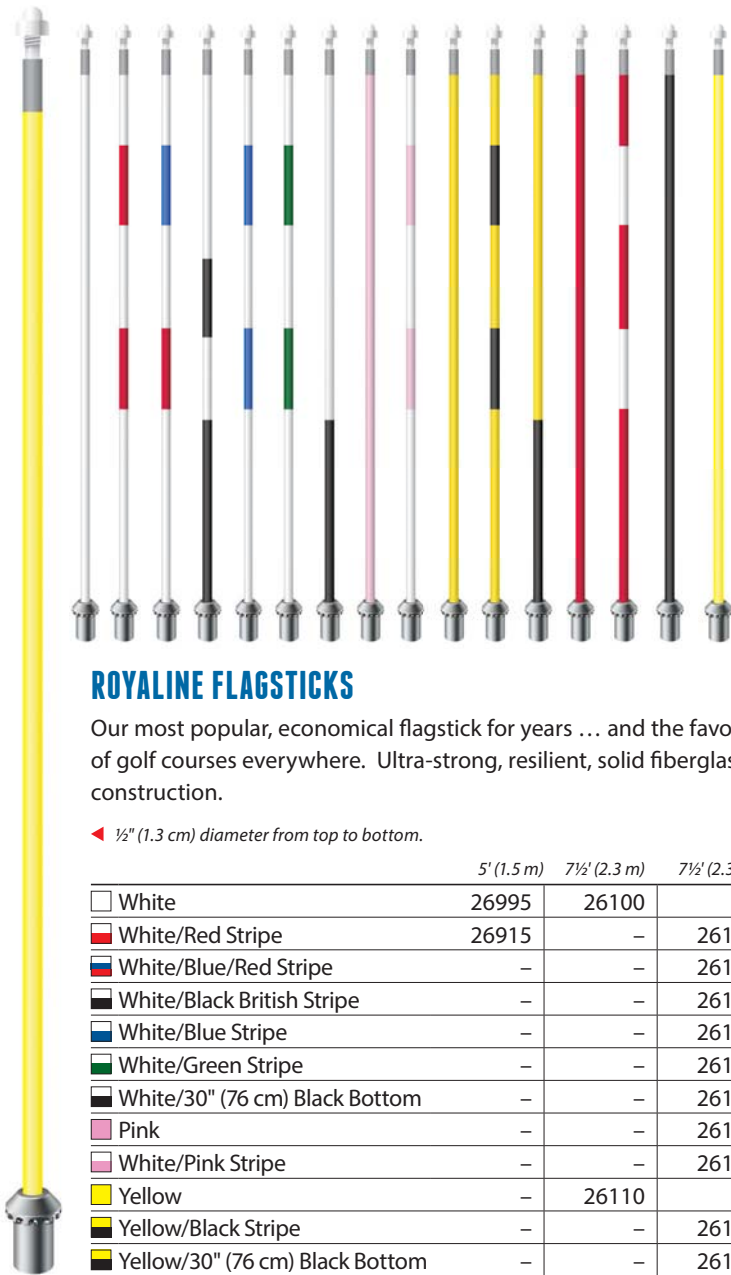 ROYALINE FLAGSTICKS
Our most popular, economical flagstick for years … and the
of golf courses everywhere. Ultra-strong, resilient, solid
construction.
½" (1.3 cm) diameter from top to bottom.
5' (1.5 m) 7½' (2.3 m) 7½'
White 26995 26100
White/Red Stripe 26915 –
White/Blue/Red Stripe – –
White/Black British Stripe – –
White/Blue Stripe – –
White/Green Stripe – –
White/30" (76 cm) Black Bottom – –
Pink – –
White/Pink Stripe – –
Yellow – 26110
Yellow/Black Stripe – –
Yellow/30" (76 cm) Black Bottom – –